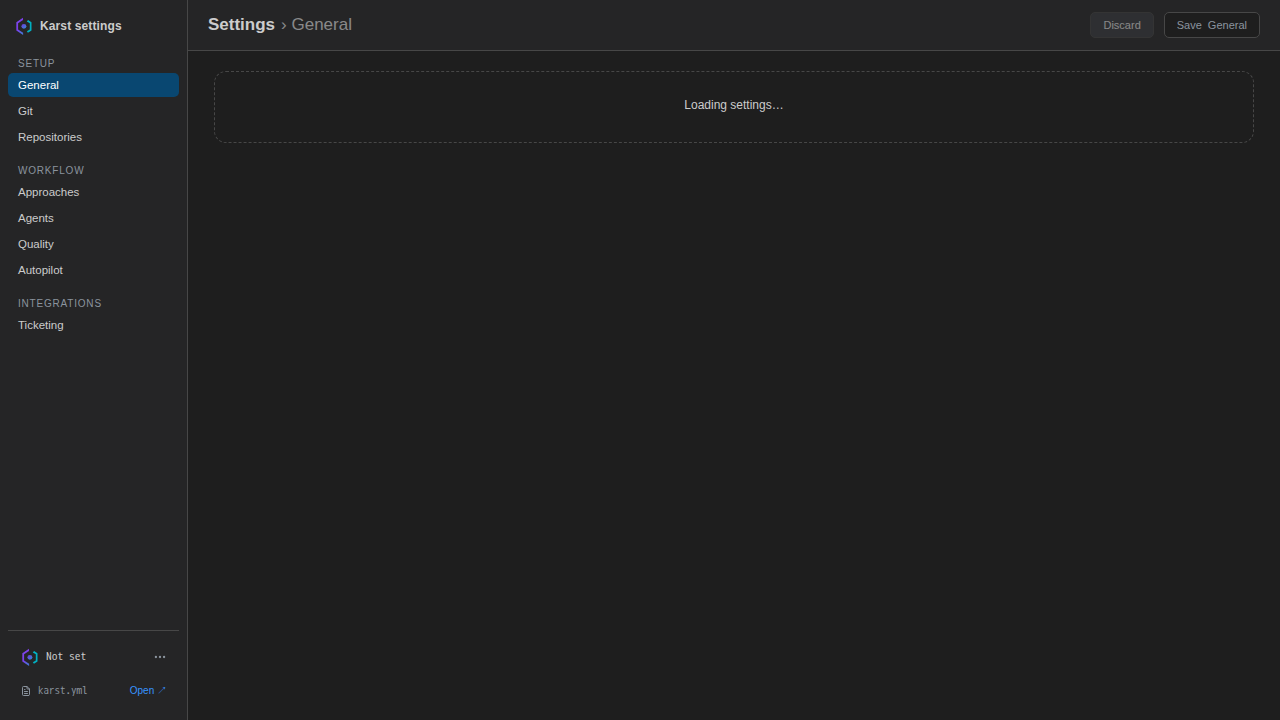 Karst settings
SETUP
General
Git
Repositories
WORKFLOW
Approaches
Agents
Quality
Autopilot
INTEGRATIONS
Ticketing
Not set
karst.yml
Open ↗
Settings › General
Discard
Save General
Loading settings…